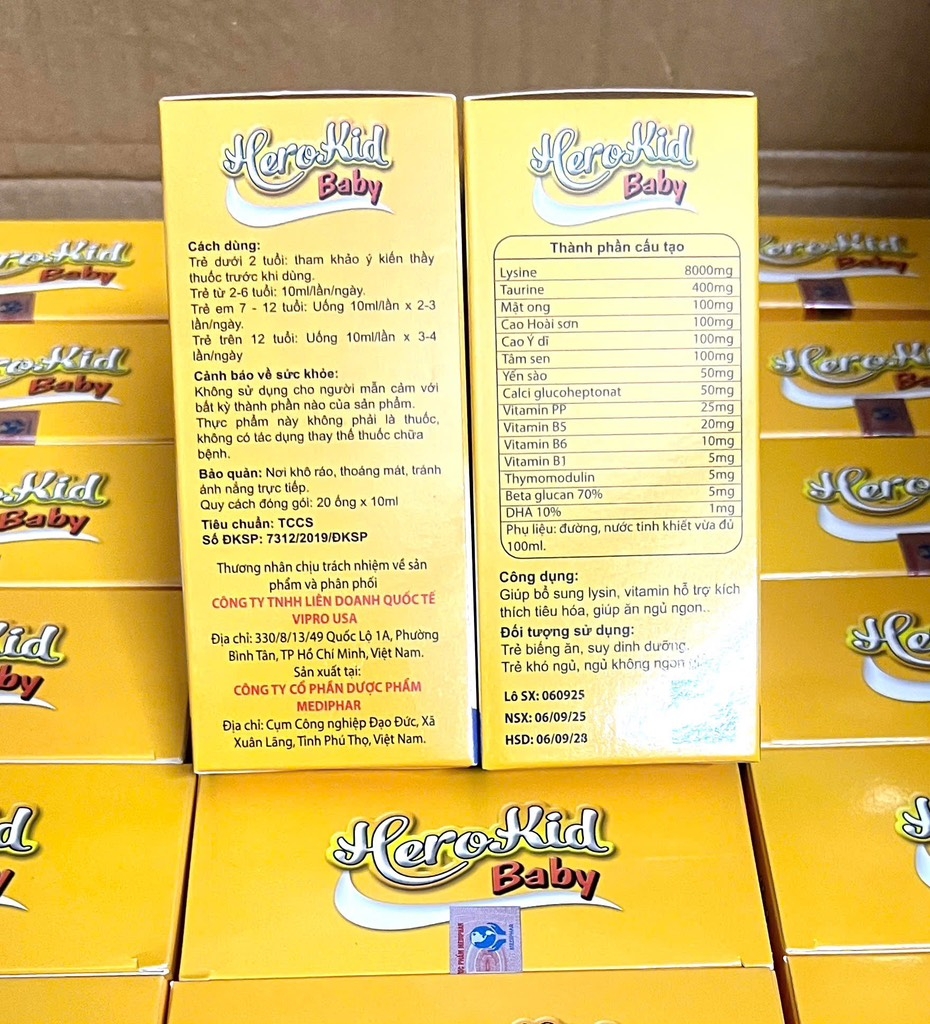 HeroKid
Baby
Cách dùng:
Trẻ dưới 2 tuổi: tham khảo ý kiến thầy
thuốc trước khi dùng.
Trẻ từ 2-6 tuổi: 10ml/lần/ngày.
Trẻ em 7 - 12 tuổi: Uống 10ml/lần x 2-3
lần/ngày.
Trẻ trên 12 tuổi: Uống 10ml/lần x 3-4
lần/ngày
Cảnh báo về sức khỏe:
Không sử dụng cho người mẫn cảm với
bất kỳ thành phần nào của sản phẩm.
Thực phẩm này không phải là thuốc,
không có tác dụng thay thế thuốc chữa
bệnh.
Bảo quản: Nơi khô ráo, thoáng mát, tránh
ánh nắng trực tiếp.
Quy cách đóng gói: 20 ống x 10ml
Tiêu chuẩn: TCCS
Số ĐKSP: 7312/2019/ĐKSP
Thương nhân chịu trách nhiệm về sản
phẩm và phân phối
CÔNG TY TNHH LIÊN DOANH QUỐC TẾ
VIPRO USA
Địa chỉ: 330/8/13/49 Quốc Lộ 1A, Phường
Bình Tân, TP Hồ Chí Minh, Việt Nam.
Sản xuất tại:
CÔNG TY CỔ PHẦN DƯỢC PHẨM
MEDIPHAR
Địa chỉ: Cụm Công nghiệp Đạo Đức, Xã
Xuân Lãng, Tỉnh Phú Thọ, Việt Nam.
HeroKid
Baby
Thành phần cấu tạo
Lysine 8000mg
Taurine 400mg
Mật ong 100mg
Cao Hoài sơn 100mg
Cao Ý dĩ 100mg
Tâm sen 100mg
Yến sào 50mg
Calci glucoheptonat 50mg
Vitamin PP 25mg
Vitamin B5 20mg
Vitamin B6 10mg
Vitamin B1 5mg
Thymomodulin 5mg
Beta glucan 70% 5mg
DHA 10% 1mg
Phụ liệu: đường, nước tinh khiết vừa đủ
100ml.
Công dụng:
Giúp bổ sung lysin, vitamin hỗ trợ kích
thích tiêu hóa, giúp ăn ngủ ngon..
Đối tượng sử dụng:
Trẻ biếng ăn, suy dinh dưỡng.
Trẻ khó ngủ, ngủ không ngon
Lô SX: 060925
NSX: 06/09/25
HSD: 06/09/28
HeroKid
Baby
MEDIPHAR